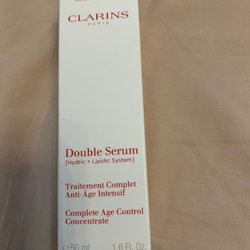 CLARINS
PARIS
Double Serum
[Hydric + Lipidic System]
Traitement Complet
Anti-Âge Intensif
Complete Age Control
Concentrate
e 50 ml 1.6 Fl. Oz.